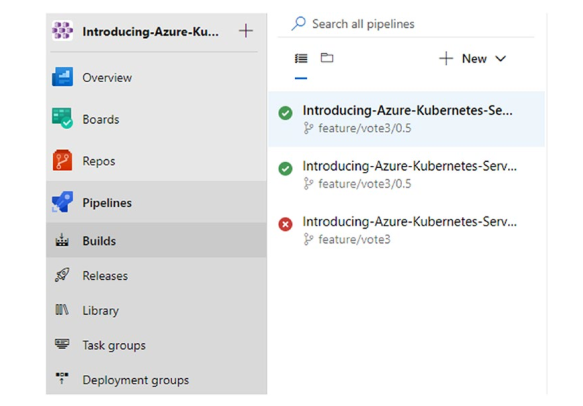 Introducing-Azure-Ku...
Overview
Boards
Repos
Pipelines
Builds
Releases
Library
Task groups
Deployment groups
Search all pipelines
New
Introducing-Azure-Kubernetes-Se...
feature/vote3/0.5
Introducing-Azure-Kubernetes-Serv...
feature/vote3/0.5
Introducing-Azure-Kubernetes-Serv...
feature/vote3